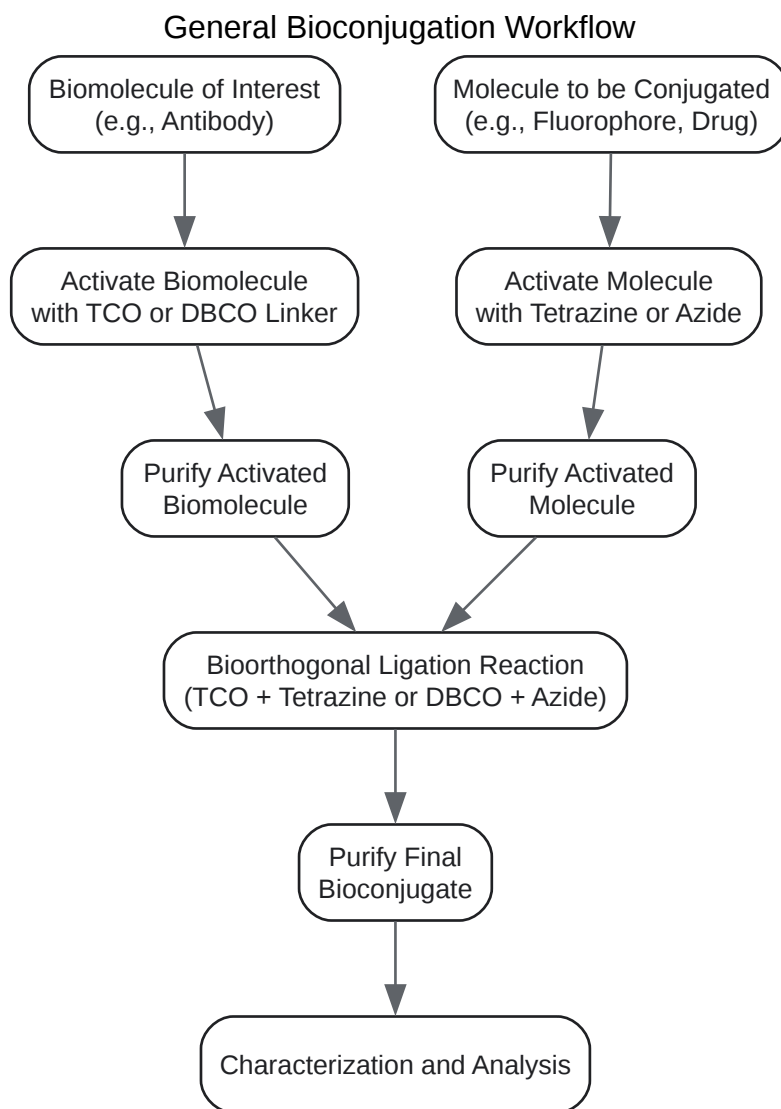 General Bioconjugation Workflow
Biomolecule of Interest
(e.g., Antibody)
Molecule to be Conjugated
(e.g., Fluorophore, Drug)
Activate Biomolecule
with TCO or DBCO Linker
Activate Molecule
with Tetrazine or Azide
Purify Activated
Biomolecule
Purify Activated
Molecule
Bioorthogonal Ligation Reaction
(TCO + Tetrazine or DBCO + Azide)
Purify Final
Bioconjugate
Characterization and Analysis